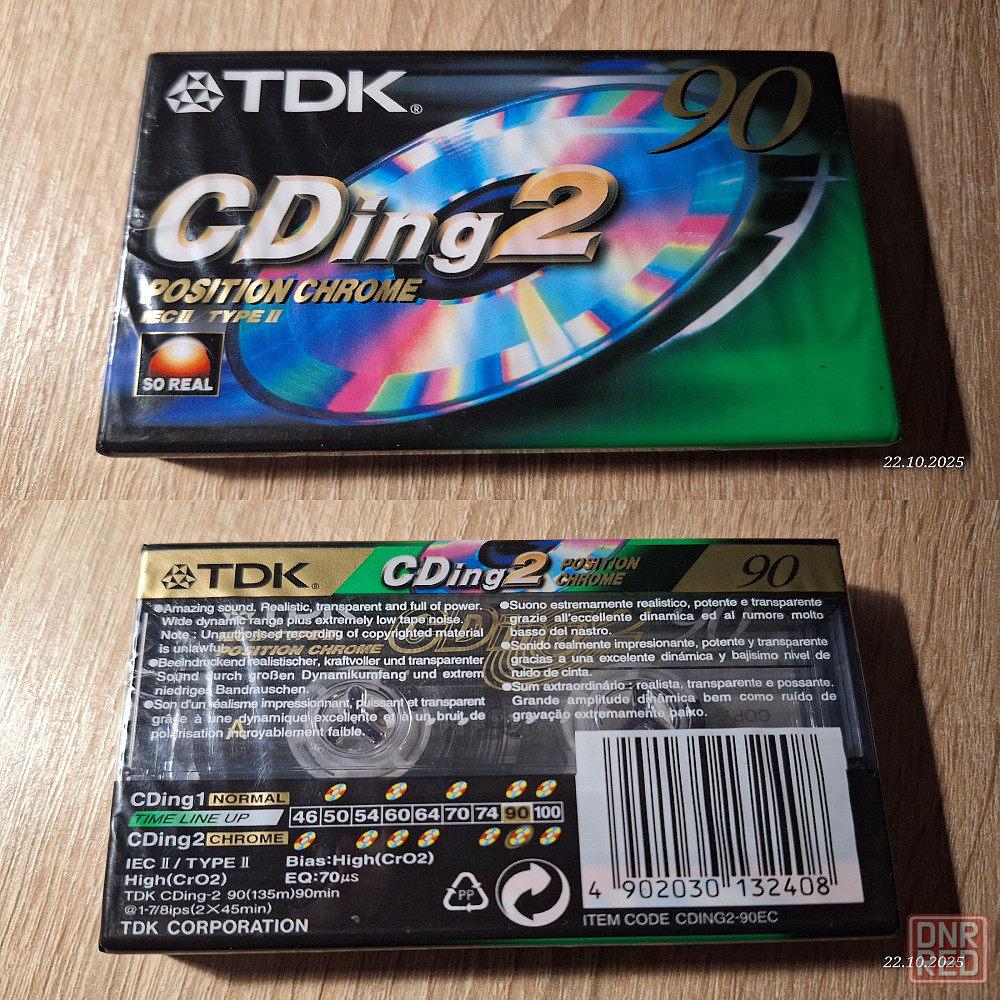 TDK®
90
CDing2
POSITION CHROME
IEC II / TYPE II
SO REAL
22.10.2025
TDK®
CDing2
POSITION
CHROME
90
●Amazing sound. Realistic, transparent and full of power.
Wide dynamic range plus extremely low tape noise.
Note : Unauthorised recording of copyrighted material
is unlawful.
●Beeindruckend realistischer, kraftvoller und transparenter
Sound durch großen Dynamikumfang und extrem
niedriges Bandrauschen.
●Son d'un réalisme impressionnant, puissant et transparent
grâce à une dynamique excellente et à un bruit de
polarisation incroyablement faible.
●Suono estremamente realistico, potente e transparente
grazie all'eccellente dinamica ed al rumore molto
basso del nastro.
●Sonido realmente impresionante, potente y transparente
gracias a una excelente dinámica y bajisimo nivel de
ruido de cinta.
●Sum axtraordinário : realista, transparente e possante.
Grande amplitude dinâmica bem como ruído de
gravação extremamente baixo.
CDing2
POSITION CHROME
A
CDing1 NORMAL
TIME LINE UP
46 50 54 60 64 70 74 90 100
CDing2 CHROME
IEC II / TYPE II
High(CrO2)
Bias:High(CrO2)
EQ:70µs
TDK CDing-2 90(135m)90min
@1-7/8ips(2×45min)
TDK CORPORATION
PP
4 902030 132408
ITEM CODE CDING2-90EC
22.10.2025
DNR
RED